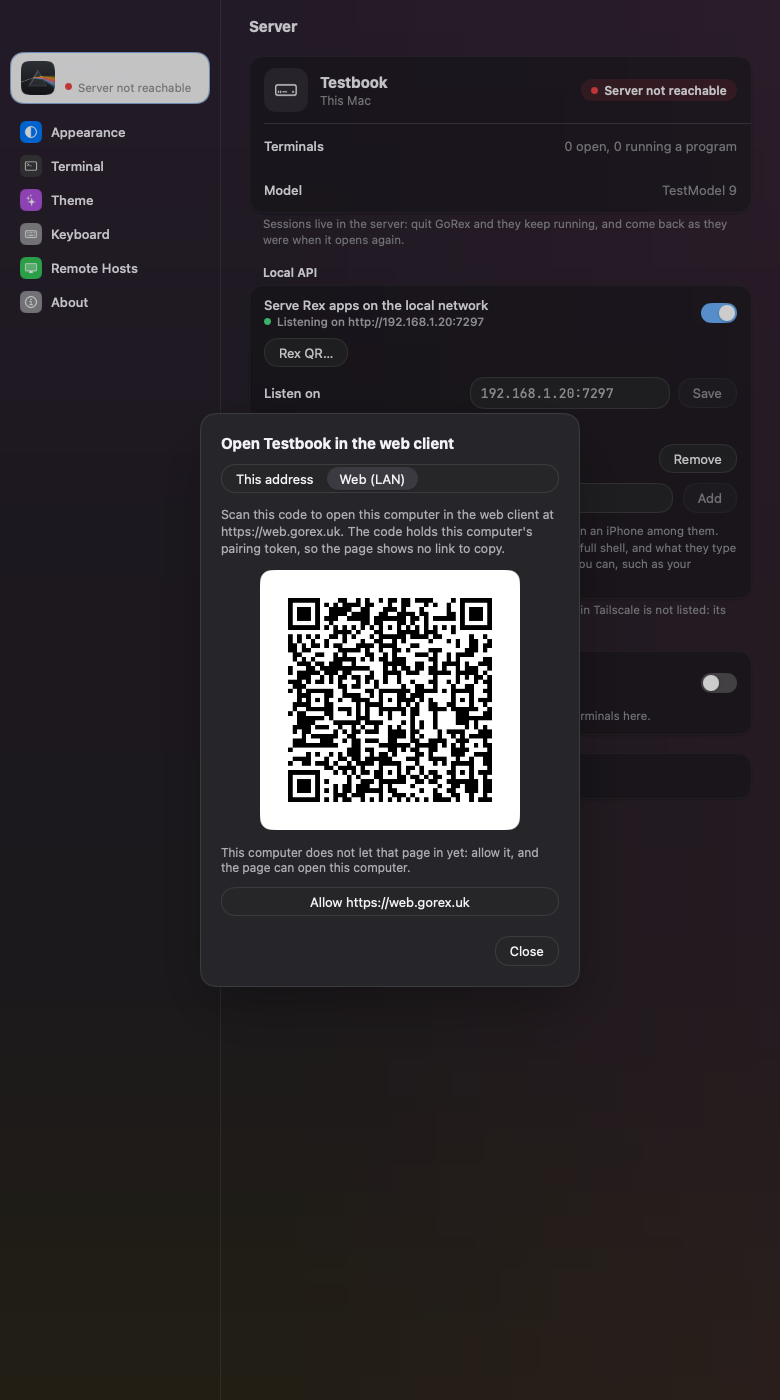 Server
Server not reachable
Appearance
Terminal
Theme
Keyboard
Remote Hosts
About
Testbook
This Mac
Server not reachable
Terminals
0 open, 0 running a program
Model
TestModel 9
Sessions live in the server: quit GoRex and they keep running, and come back as they
were when it opens again.
Local API
Serve Rex apps on the local network
Listening on http://192.168.1.20:7297
Rex QR...
Listen on
192.168.1.20:7297
Save
Remove
Add
an iPhone among them.
full shell, and what they type
you can, such as your
in Tailscale is not listed: its
here.
Open Testbook in the web client
This address
Web (LAN)
Scan this code to open this computer in the web client at
https://web.gorex.uk. The code holds this computer's
pairing token, so the page shows no link to copy.
This computer does not let that page in yet: allow it, and
the page can open this computer.
Allow https://web.gorex.uk
Close